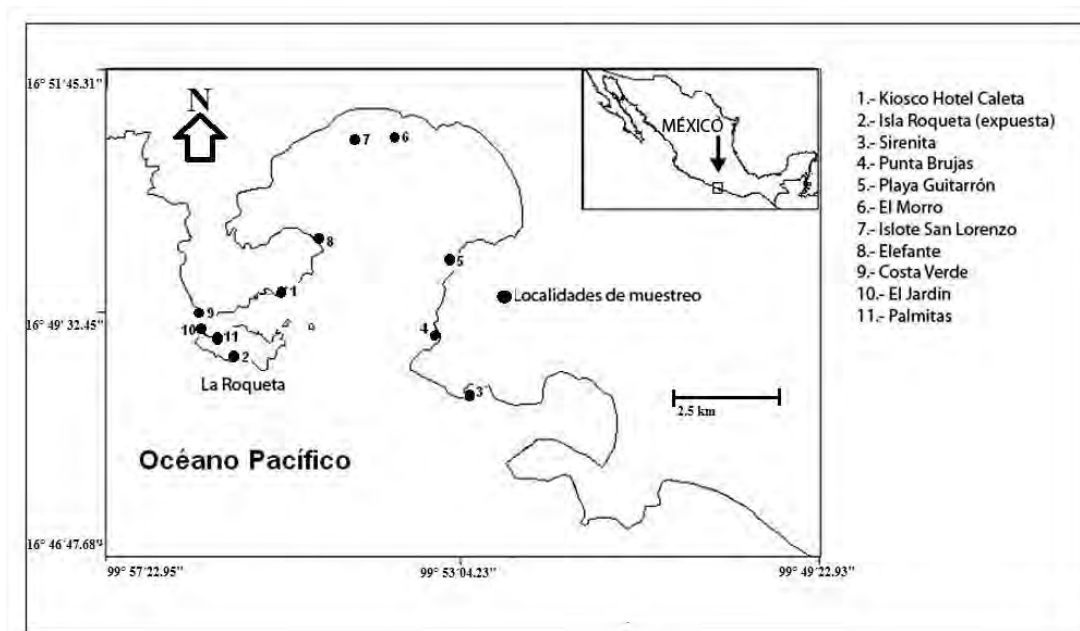 16° 51´45.31"
N
MÉXICO
1.- Kiosco Hotel Caleta
2.- Isla Roqueta (expuesta)
3.- Sirenita
4.- Punta Brujas
5.- Playa Guitarrón
6.- El Morro
7.- Islote San Lorenzo
8.- Elefante
9.- Costa Verde
10.- El Jardin
11.- Palmitas
7
6
8
5
1
Localidades de muestreo
16° 49´32.45"
9
10
11
4
2
La Roqueta
3
2.5 km
Océano Pacífico
16° 46´47.68"
99° 57´22.95"
99° 53´04.23"
99° 49´22.93"